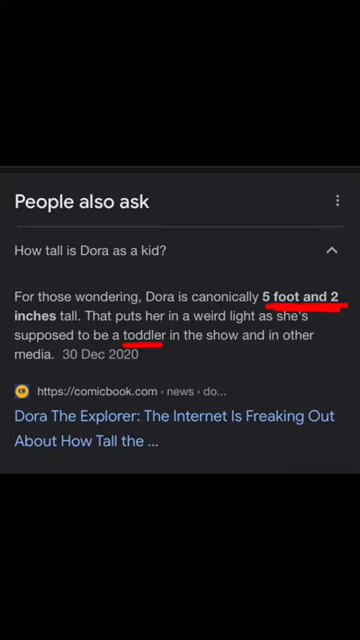 People also ask
How tall is Dora as a kid?
For those wondering, Dora is canonically 5 foot and 2
inches tall. That puts her in a weird light as she's
supposed to be a toddler in the show and in other
media. 30 Dec 2020
https://comicbook.com › news › do...
Dora The Explorer: The Internet Is Freaking Out
About How Tall the ...